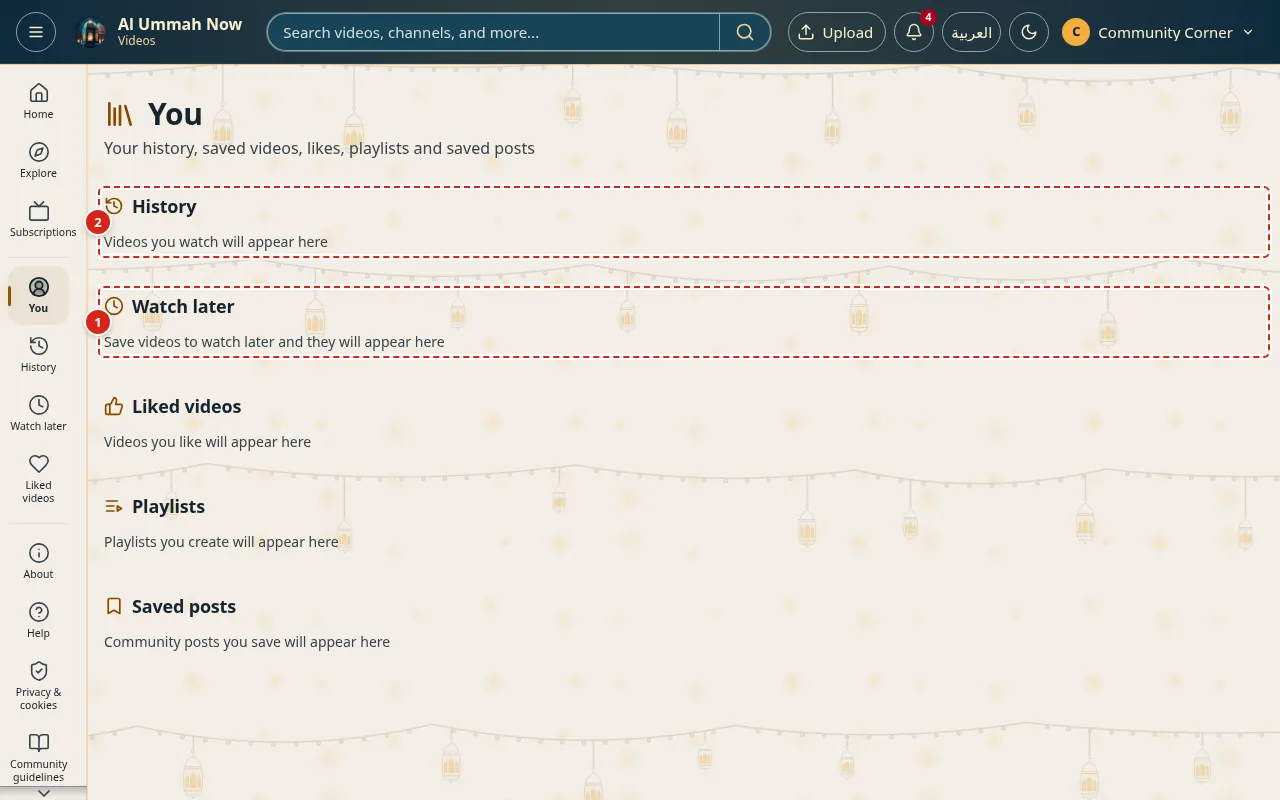 Al Ummah Now
Videos
Search videos, channels, and more...
Upload
4
العربية
C
Community Corner
Home
Explore
Subscriptions
You
History
Watch later
Liked videos
About
Help
Privacy & cookies
Community guidelines
You
Your history, saved videos, likes, playlists and saved posts
2
History
Videos you watch will appear here
1
Watch later
Save videos to watch later and they will appear here
Liked videos
Videos you like will appear here
Playlists
Playlists you create will appear here
Saved posts
Community posts you save will appear here